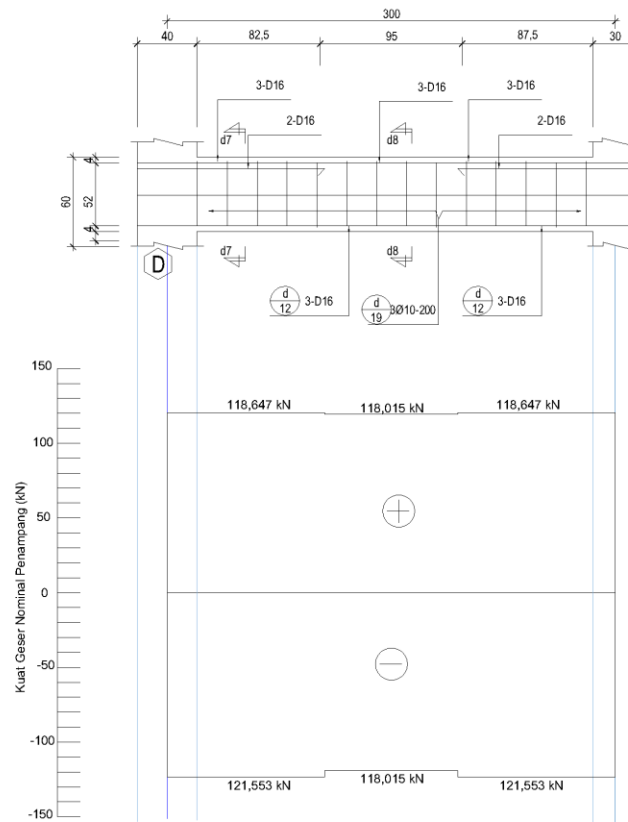 300
40 82,5 95 87,5 30
3-D16 3-D16 3-D16
2-D16 2-D16
d7 d8
4
60 52
4
d7 d8
D
d 12 3-D16
d 19 3Ø10-200
d 12 3-D16
150
118,647 kN 118,015 kN 118,647 kN
100
50
0
-50
-100
121,553 kN 118,015 kN 121,553 kN
-150
Kuat Geser Nominal Penampang (kN)